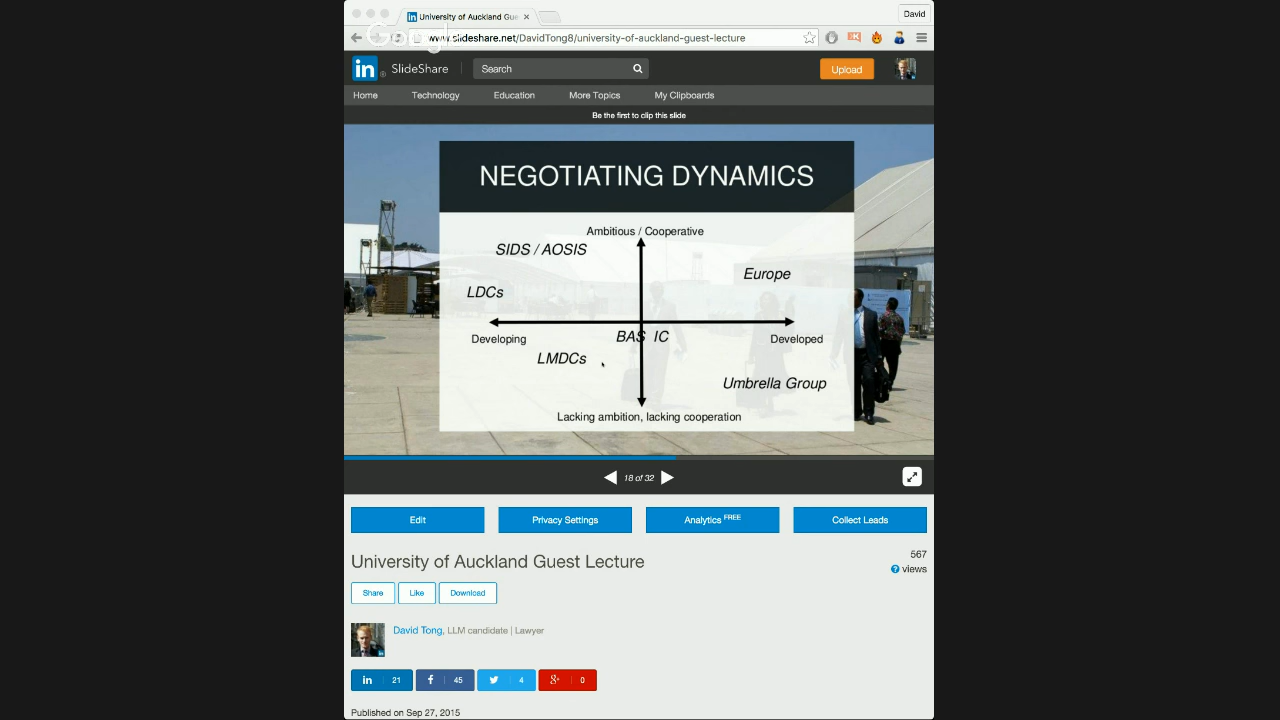 University of Auckland Gue
David
www.slideshare.net/DavidTong8/university-of-auckland-guest-lecture
in SlideShare
Search
Upload
Home Technology Education More Topics My Clipboards
Be the first to clip this slide
NEGOTIATING DYNAMICS
Ambitious / Cooperative
SIDS / AOSIS
Europe
LDCs
Developing
BASIC
Developed
LMDCs
Umbrella Group
Lacking ambition, lacking cooperation
18 of 32
Edit Privacy Settings Analytics FREE Collect Leads
University of Auckland Guest Lecture
567
views
Share Like Download
David Tong, LLM candidate | Lawyer
in 21 f 45 4 g+ 0
Published on Sep 27, 2015